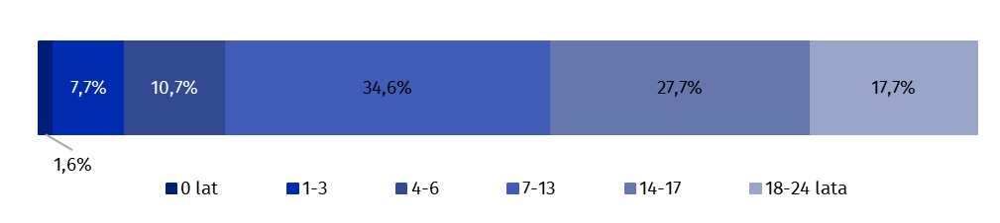 7,7% 10,7% 34,6% 27,7% 17,7%
1,6%
0 lat 1-3 4-6 7-13 14-17 18-24 lata